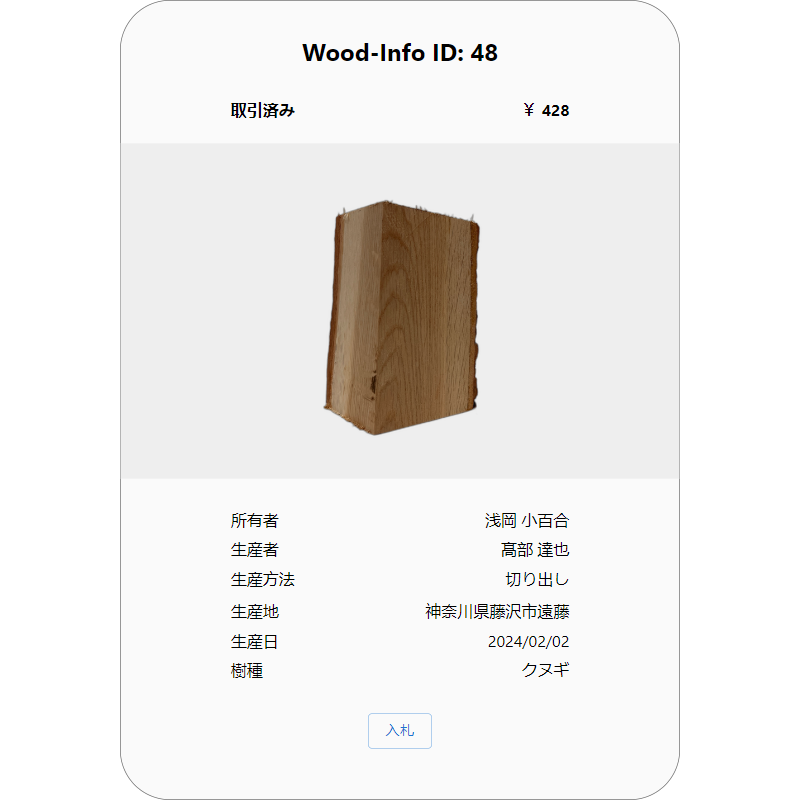 Wood-Info ID: 48
取引済み ￥ 428
所有者 浅岡 小百合
生産者 髙部 達也
生産方法 切り出し
生産地 神奈川県藤沢市遠藤
生産日 2024/02/02
樹種 クヌギ
入札